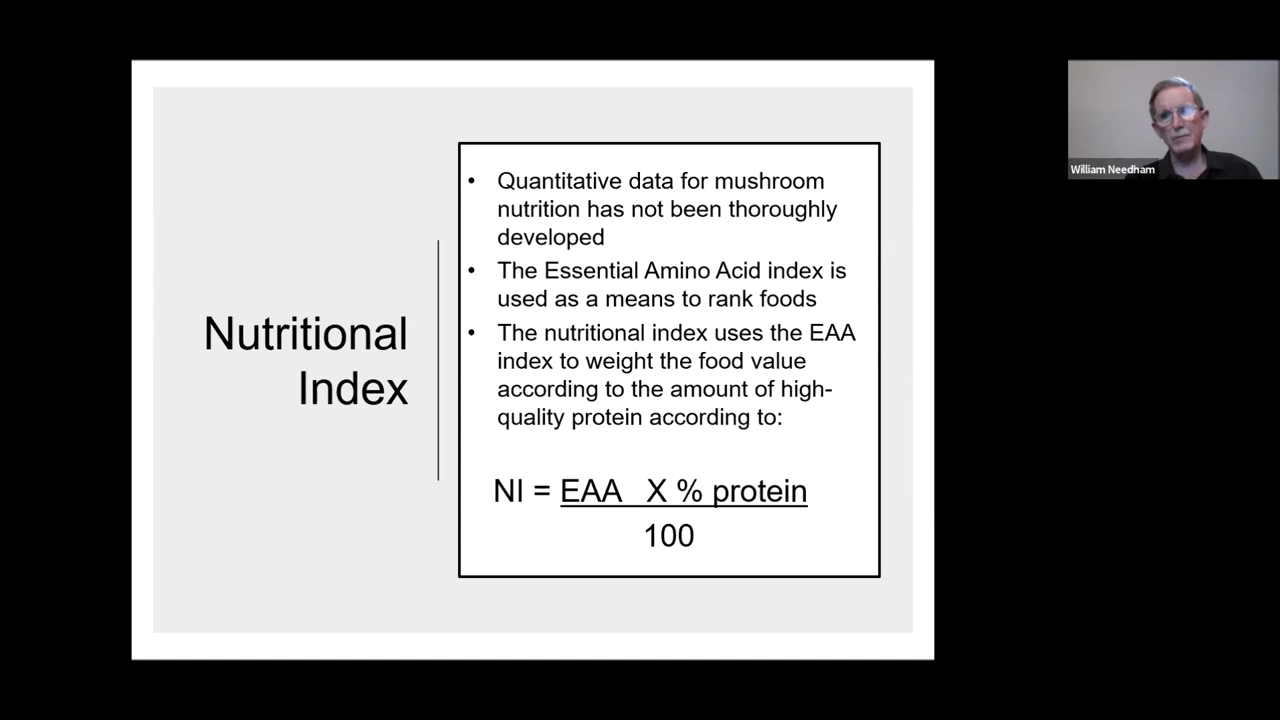 Nutritional
Index
• Quantitative data for mushroom
nutrition has not been thoroughly
developed
• The Essential Amino Acid index is
used as a means to rank foods
• The nutritional index uses the EAA
index to weight the food value
according to the amount of high-
quality protein according to:
NI = EAA X % protein
100
William Needham